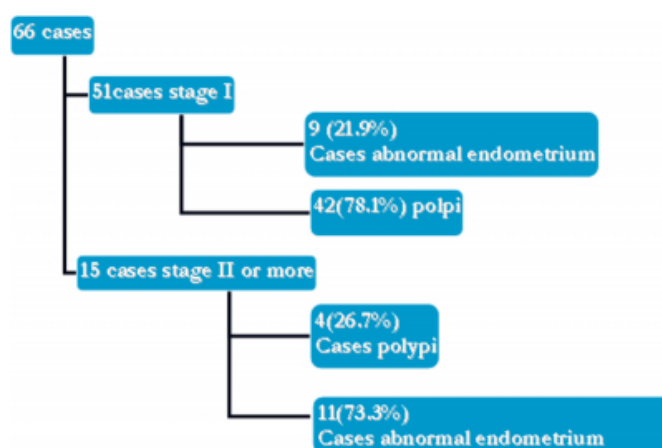 66 cases
51cases stage I
9 (21.9%)
Cases abnormal endometrium
42(78.1%) polpi
15 cases stage II or more
4(26.7%)
Cases polypi
11(73.3%)
Cases abnormal endometrium